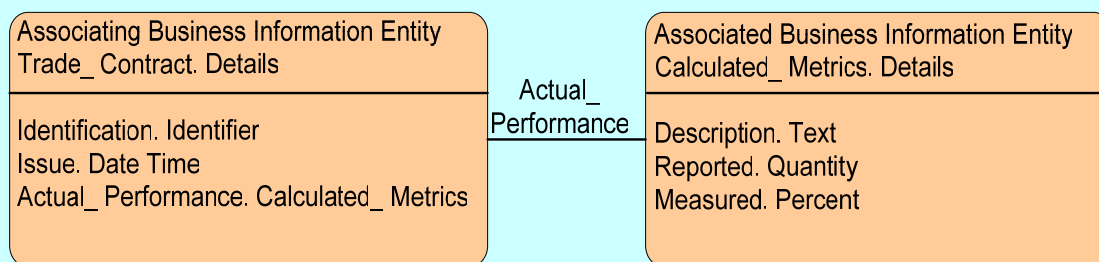 Associating Business Information Entity
Trade_ Contract. Details
Identification. Identifier
Issue. Date Time
Actual_ Performance. Calculated_ Metrics
Actual_
Performance
Associated Business Information Entity
Calculated_ Metrics. Details
Description. Text
Reported. Quantity
Measured. Percent